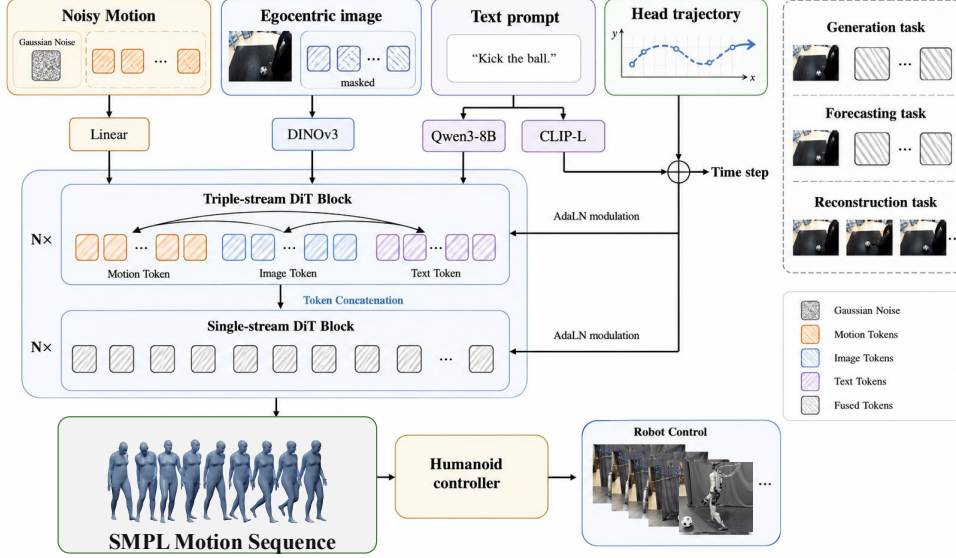 Noisy Motion
Gaussian Noise
...
Linear
Egocentric image
...
masked
DINOv3
Text prompt
“Kick the ball.”
Qwen3-8B
CLIP-L
Head trajectory
y
x
Time step
Triple-stream DiT Block
N×
...
Motion Token
...
Image Token
...
Text Token
AdaLN modulation
Token Concatenation
Single-stream DiT Block
N×
...
AdaLN modulation
SMPL Motion Sequence
Humanoid
controller
Robot Control
...
Generation task
...
Forecasting task
...
Reconstruction task
...
Gaussian Noise
Motion Tokens
Image Tokens
Text Tokens
Fused Tokens